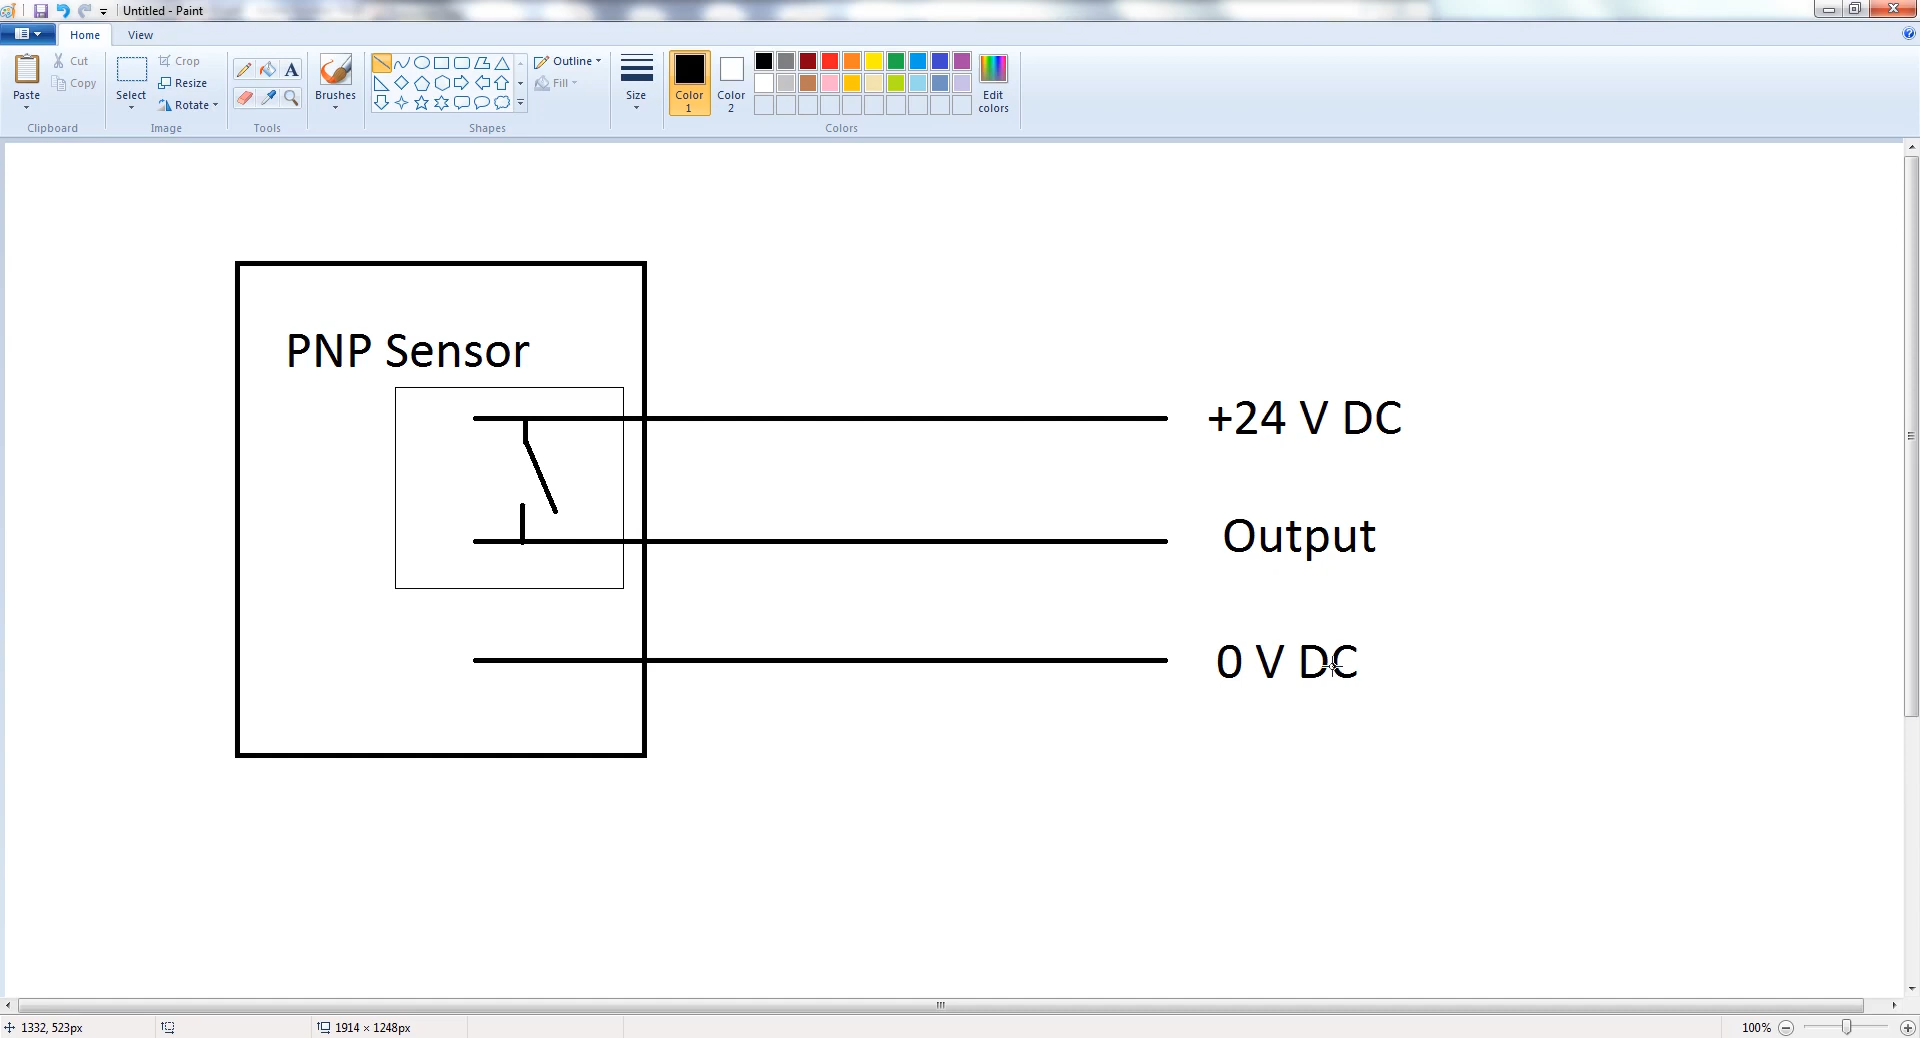 Untitled - Paint
Home View
Paste
Cut
Copy
Clipboard
Select
Crop
Resize
Rotate
Image
A
Tools
Brushes
Outline
Fill
Shapes
Size
Color 1
Color 2
Edit colors
Colors
PNP Sensor
+24 V DC
Output
0 V DC
1332, 523px
1914 × 1248px
100%